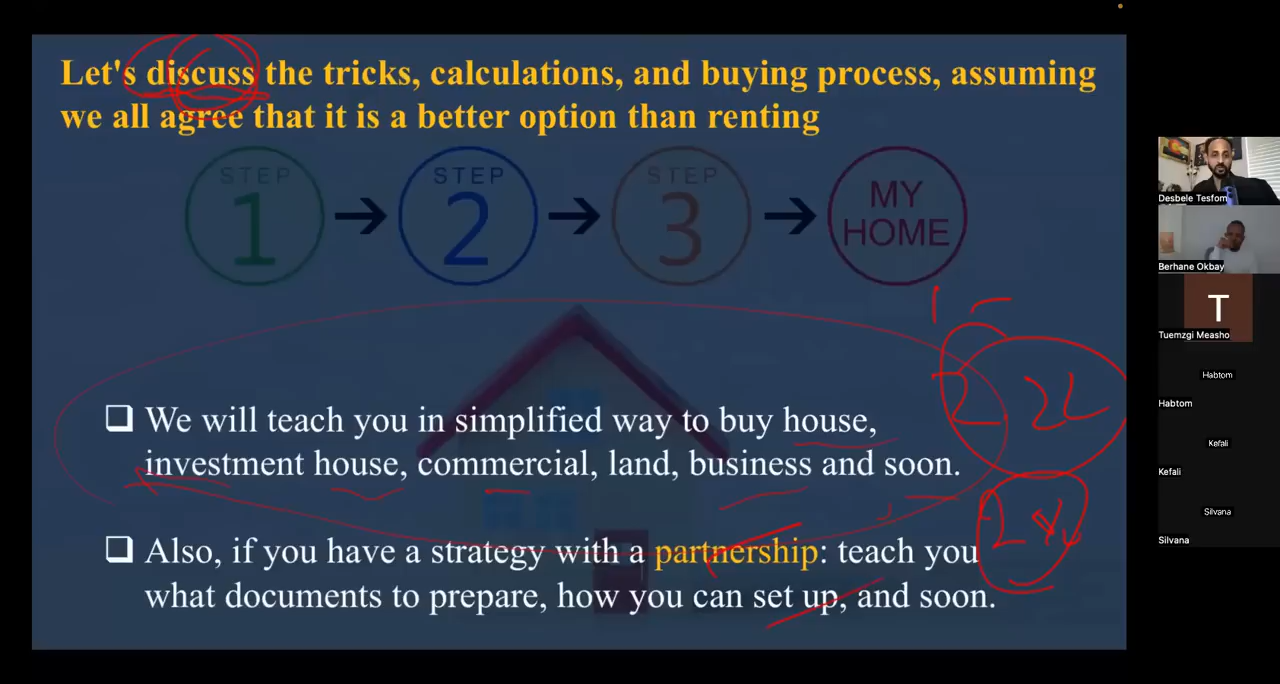 Let's discuss the tricks, calculations, and buying process, assuming
we all agree that it is a better option than renting
STEP 1
STEP 2
STEP 3
MY HOME
We will teach you in simplified way to buy house,
investment house, commercial, land, business and soon.
Also, if you have a strategy with a partnership: teach you
what documents to prepare, how you can set up, and soon.
Desbele Tesfom
Berhane Okbay
T
Tuemzgi Measho
Habtom
Habtom
Kefali
Kefali
Silvana
Silvana